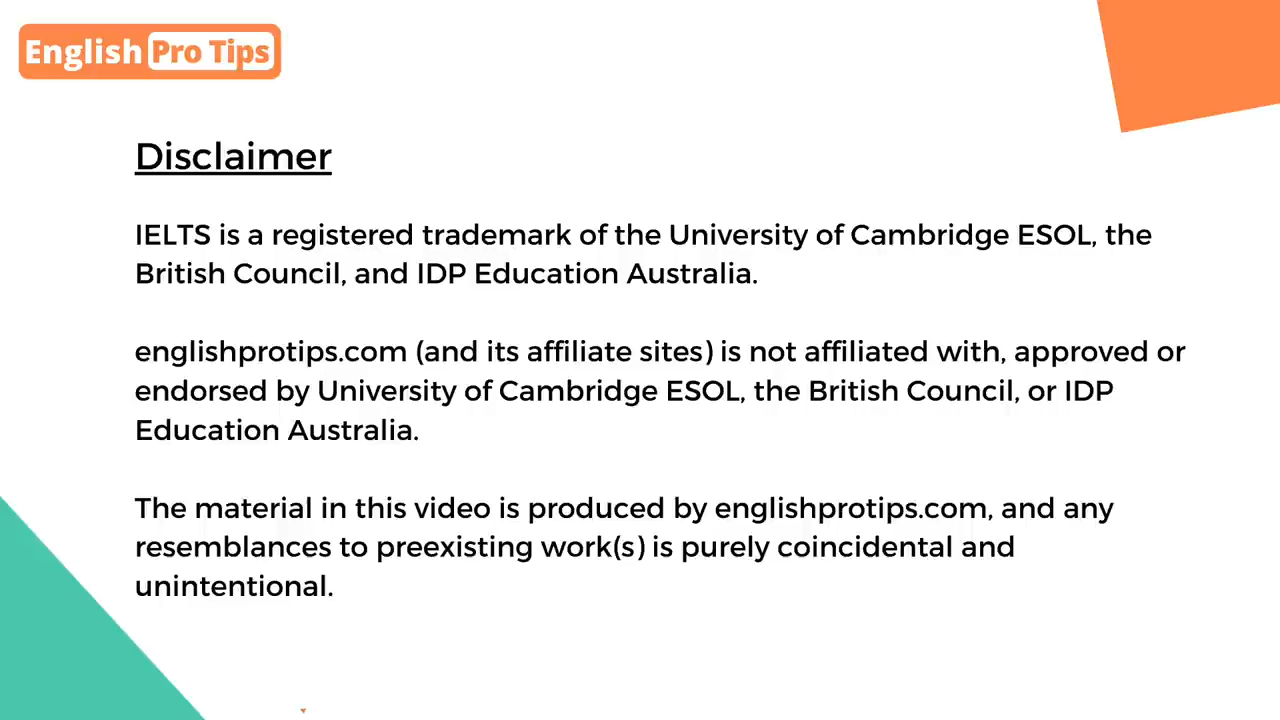 English Pro Tips
Disclaimer
IELTS is a registered trademark of the University of Cambridge ESOL, the
British Council, and IDP Education Australia.
englishprotips.com (and its affiliate sites) is not affiliated with, approved or
endorsed by University of Cambridge ESOL, the British Council, or IDP
Education Australia.
The material in this video is produced by englishprotips.com, and any
resemblances to preexisting work(s) is purely coincidental and
unintentional.